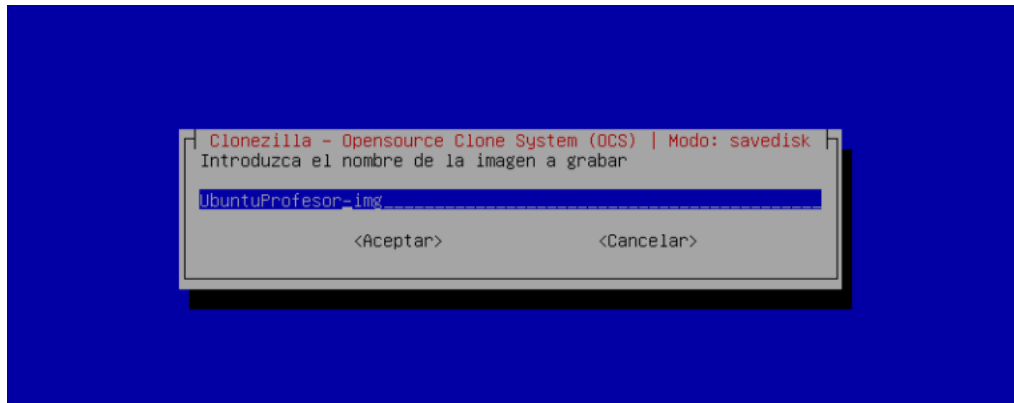 Clonezilla - Opensource Clone System (OCS) | Modo: savedisk
Introduzca el nombre de la imagen a grabar
UbuntuProfesor-img
<Aceptar> <Cancelar>